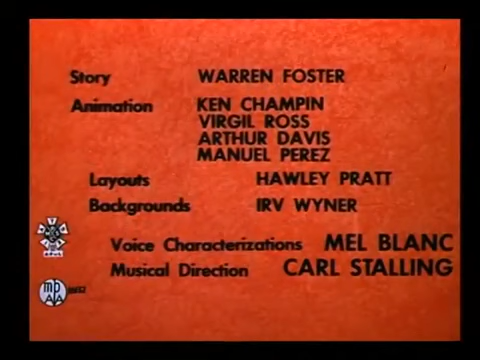 Story WARREN FOSTER
Animation KEN CHAMPIN
VIRGIL ROSS
ARTHUR DAVIS
MANUEL PEREZ
Layouts HAWLEY PRATT
Backgrounds IRV WYNER
Voice Characterizations MEL BLANC
Musical Direction CARL STALLING